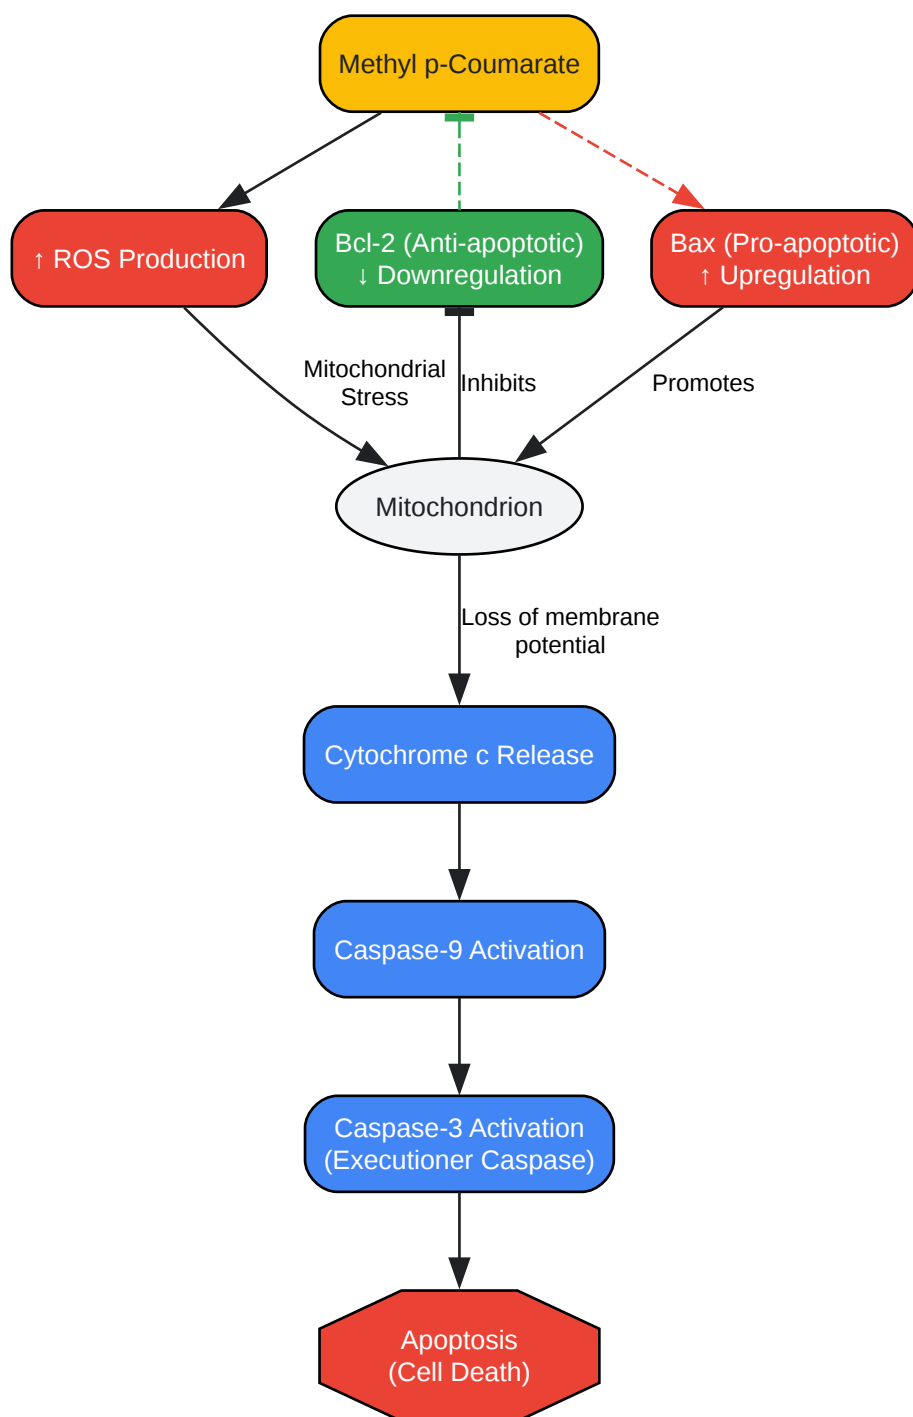 Methyl p-Coumarate
↑ ROS Production
Bcl-2 (Anti-apoptotic)
↓ Downregulation
Bax (Pro-apoptotic)
↑ Upregulation
Mitochondrial
Stress
Inhibits
Promotes
Mitochondrion
Loss of membrane
potential
Cytochrome c Release
Caspase-9 Activation
Caspase-3 Activation
(Executioner Caspase)
Apoptosis
(Cell Death)